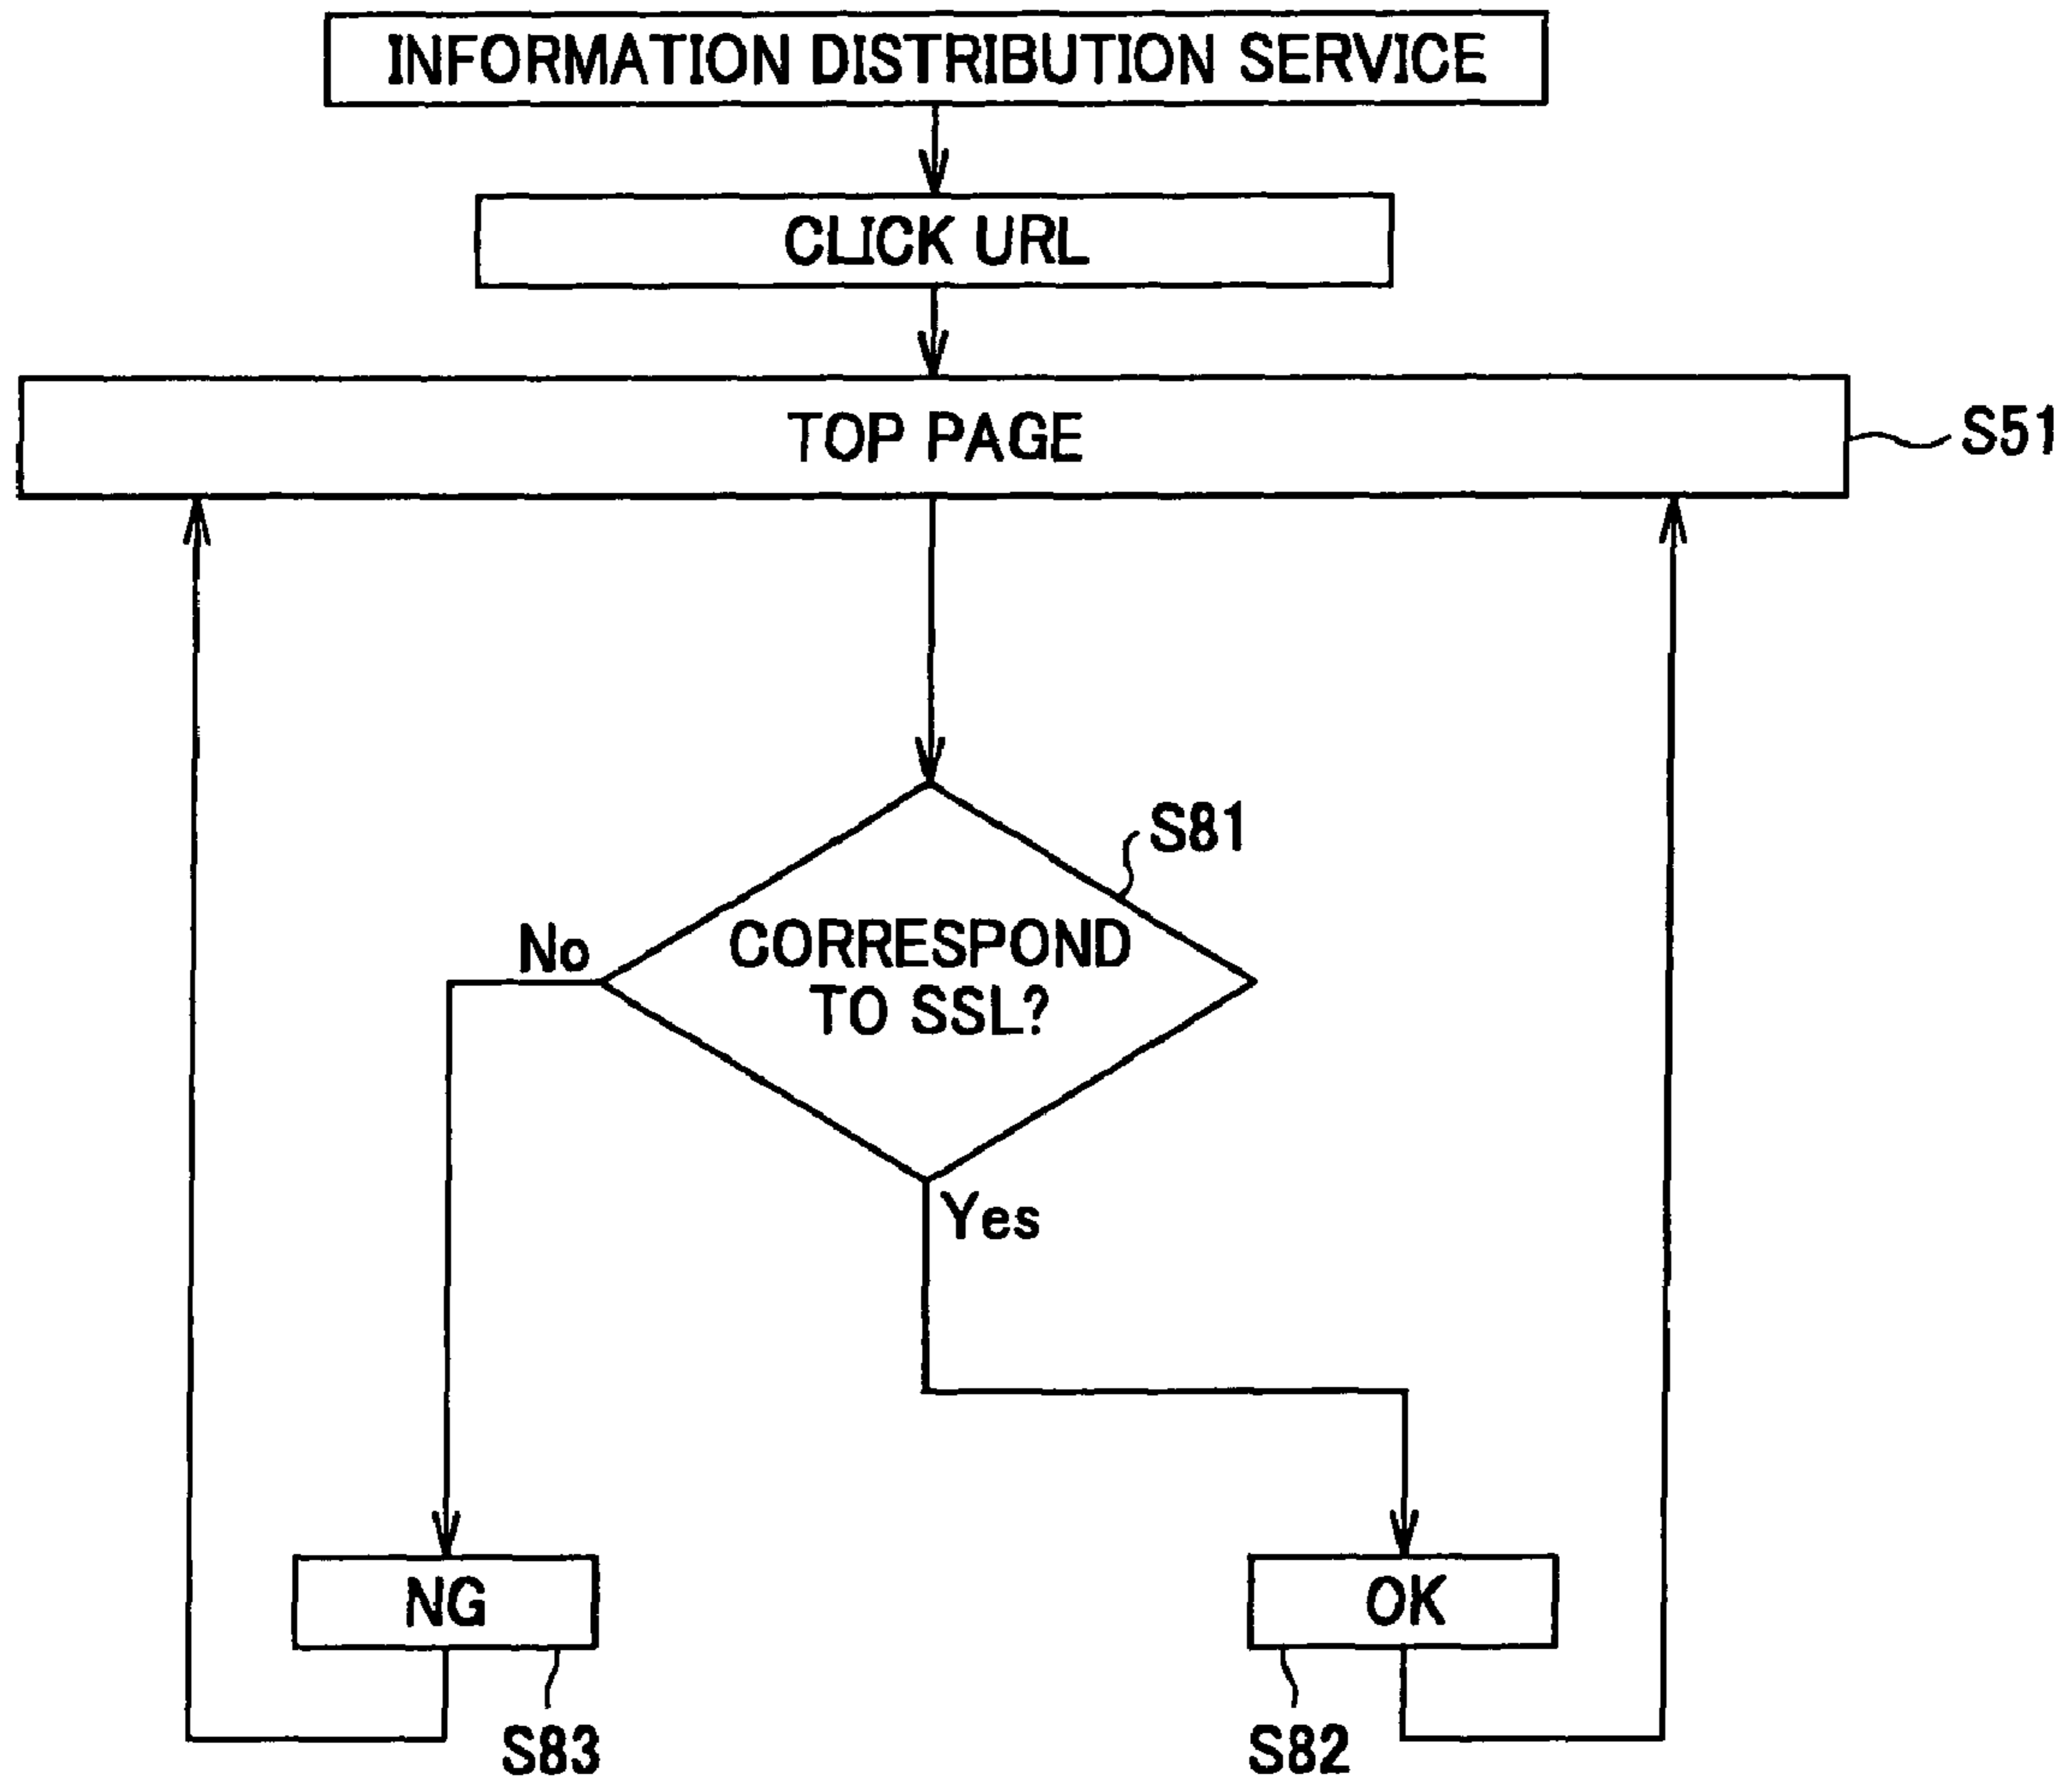 INFORMATION DISTRIBUTION SERVICE
CLICK URL
TOP PAGE
S51
S81
No
CORRESPOND
TO SSL?
Yes
NG
OK
S83
S82